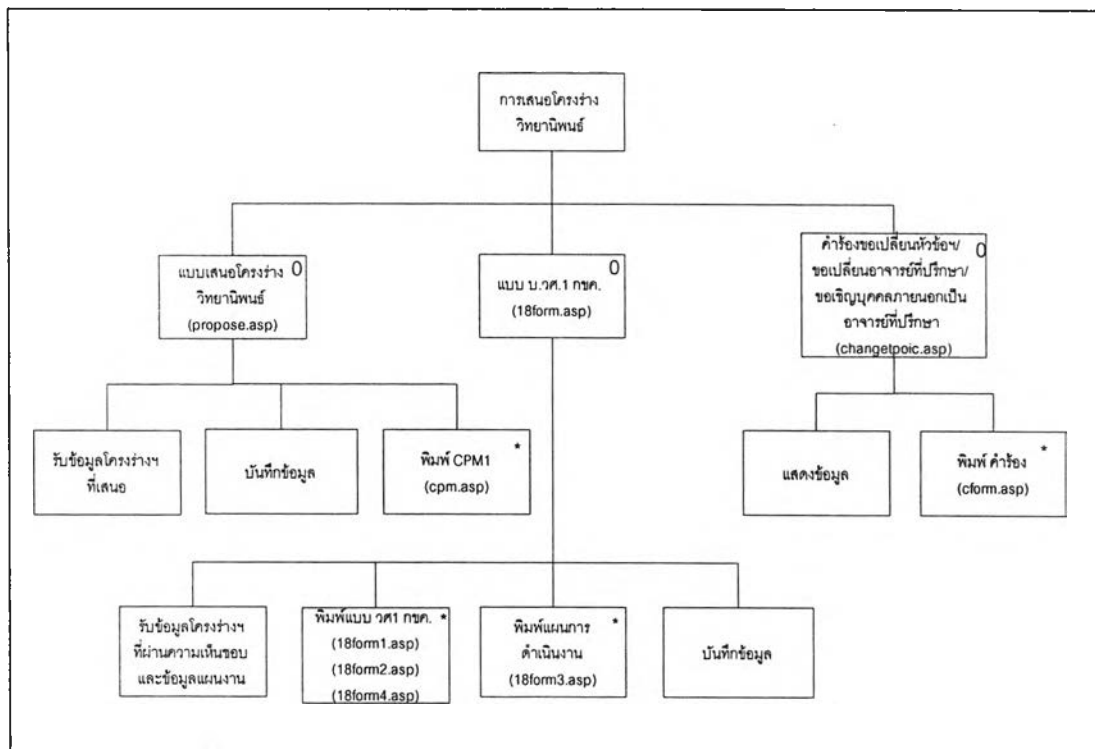 การเสนอโครงร่าง
วิทยานิพนธ์
แบบเสนอโครงร่าง 0
วิทยานิพนธ์
(propose.asp)
แบบ บ.วศ.1 กขค. 0
(18form.asp)
คำร้องขอเปลี่ยนหัวข้อฯ/ 0
ขอเปลี่ยนอาจารย์ที่ปรึกษา/
ขอเชิญบุคคลภายนอกเป็น
อาจารย์ที่ปรึกษา
(changetpoic.asp)
รับข้อมูลโครงร่างฯ
ที่เสนอ
บันทึกข้อมูล
พิมพ์ CPM1 *
(cpm.asp)
แสดงข้อมูล
พิมพ์ คำร้อง *
(cform.asp)
รับข้อมูลโครงร่างฯ
ที่ผ่านความเห็นชอบ
และข้อมูลแผนงาน
พิมพ์แบบ วศ1 กขค. *
(18form1.asp)
(18form2.asp)
(18form4.asp)
พิมพ์แผนการ *
ดำเนินงาน
(18form3.asp)
บันทึกข้อมูล